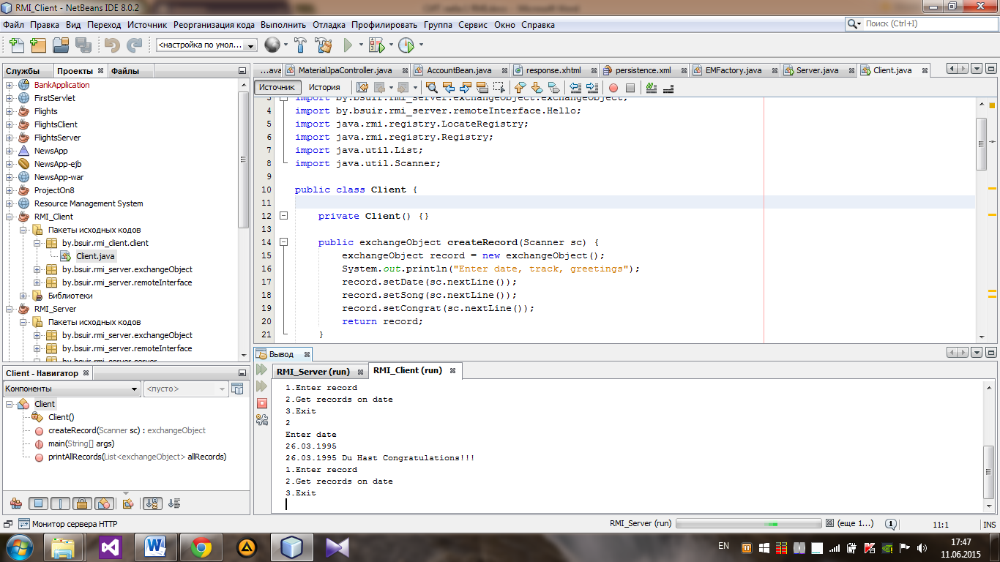 RMI_Client - NetBeans IDE 8.0.2
Файл Правка Вид Переход Источник Реорганизация кода Выполнить Отладка Профилировать Группа Сервис Окно Справка
Поиск (Ctrl+I)
<настройка по умол...
Службы Проекты Файлы
BankApplication
FirstServlet
Flights
FlightsClient
FlightsServer
NewsApp
NewsApp-ejb
NewsApp-war
ProjectOn8
Resource Management System
RMI_Client
Пакеты исходных кодов
by.bsuir.rmi_client.client
Client.java
by.bsuir.rmi_server.exchangeObject
by.bsuir.rmi_server.remoteInterface
Библиотеки
RMI_Server
Пакеты исходных кодов
by.bsuir.rmi_server.exchangeObject
by.bsuir.rmi_server.remoteInterface
by.bsuir.rmi_server.server
Client - Навигатор
Компоненты <пусто>
Client
Client()
createRecord(Scanner sc) : exchangeObject
main(String[] args)
printAllRecords(List<exchangeObject> allRecords)
...ava MaterialJpaController.java AccountBean.java response.xhtml persistence.xml EMFactory.java Server.java Client.java
Источник История
3 import by.bsuir.rmi_server.exchangeObject.exchangeObject;
4 import by.bsuir.rmi_server.remoteInterface.Hello;
5 import java.rmi.registry.LocateRegistry;
6 import java.rmi.registry.Registry;
7 import java.util.List;
8 import java.util.Scanner;
9
10 public class Client {
11
12 private Client() {}
13
14 public exchangeObject createRecord(Scanner sc) {
15 exchangeObject record = new exchangeObject();
16 System.out.println("Enter date, track, greetings");
17 record.setDate(sc.nextLine());
18 record.setSong(sc.nextLine());
19 record.setCongrat(sc.nextLine());
20 return record;
21 }
Вывод
RMI_Server (run) RMI_Client (run)
1.Enter record
2.Get records on date
3.Exit
2
Enter date
26.03.1995
26.03.1995 Du Hast Congratulations!!!
1.Enter record
2.Get records on date
3.Exit
Монитор сервера HTTP RMI_Server (run) (еще 1...) 1 11:1 INS
EN 17:47
11.06.2015